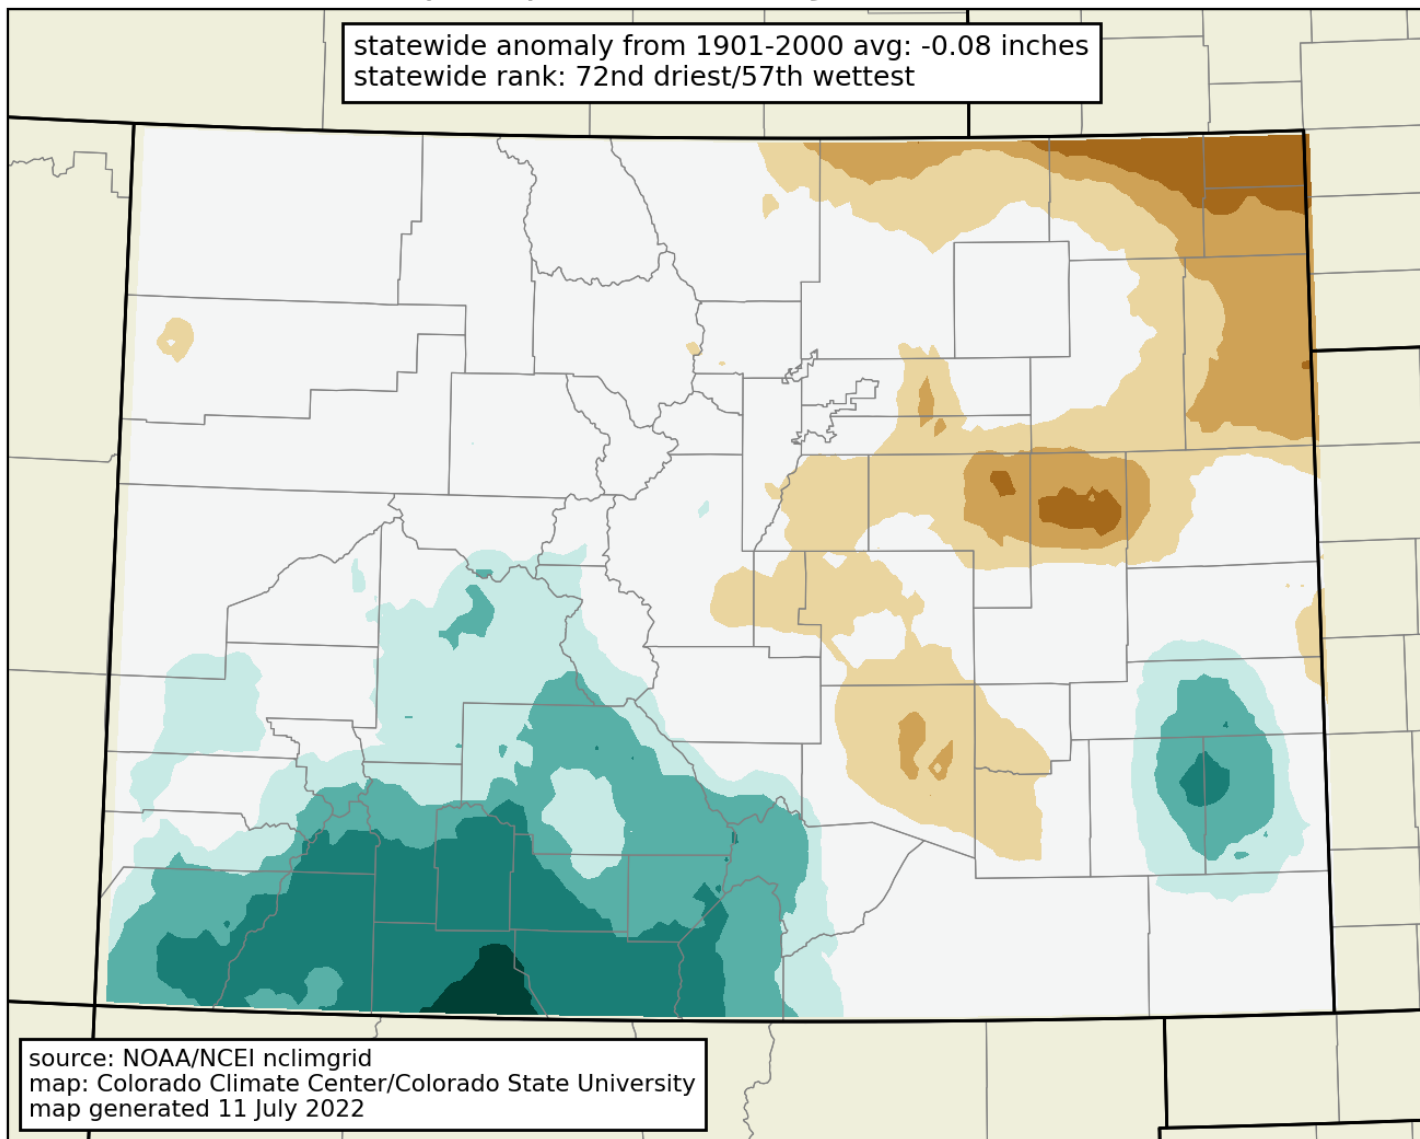 statewide anomaly from 1901-2000 avg: -0.08 inches
statewide rank: 72nd driest/57th wettest
source: NOAA/NCEI nclimgrid
map: Colorado Climate Center/Colorado State University
map generated 11 July 2022